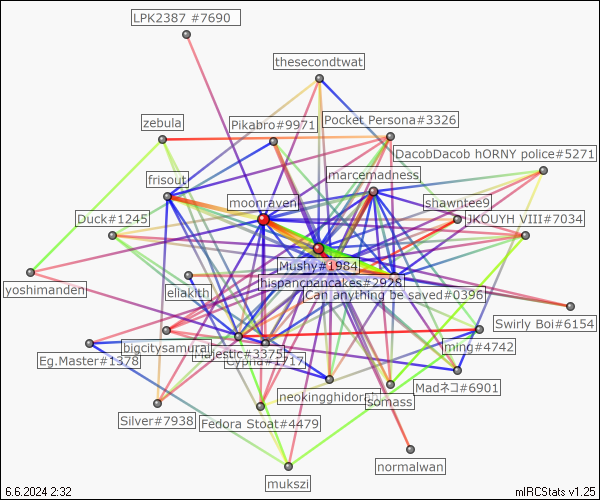 LPK2387 #7690
thesecondtwat
zebula
Pikabro#9971
Pocket Persona#3326
DacobDacob hORNY police#5271
frisout
marcemadness
moonraven
shawntee9
Duck#1245
JKOUYH VIII#7034
Mushy#1984
hispancpancakes#2928
yoshimanden
eliakith
Can anything be saved#0396
Swirly Boi#6154
bigcitysamurai
ming#4742
Eg.Master#1378
Majestic#3375
Cypria#1717
Madネコ#6901
neokingghidorah
somass
Silver#7938
Fedora Stoat#4479
normalwan
mukszi
6.6.2024 2:32
mIRCStats v1.25